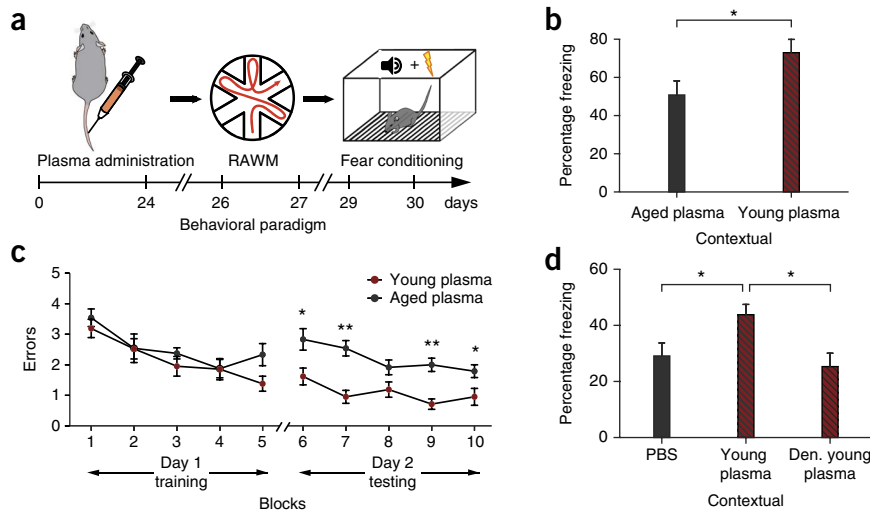 a
Plasma administration
RAWM
Fear conditioning
0
24
26
27
29
30
days
Behavioral paradigm
b
*
80
60
40
20
0
Percentage freezing
Aged plasma
Young plasma
Contextual
c
Young plasma
Aged plasma
5
4
3
2
1
0
Errors
*
**
**
*
1
2
3
4
5
6
7
8
9
10
Day 1
training
Day 2
testing
Blocks
d
*
*
60
40
20
0
Percentage freezing
PBS
Young
plasma
Den. young
plasma
Contextual